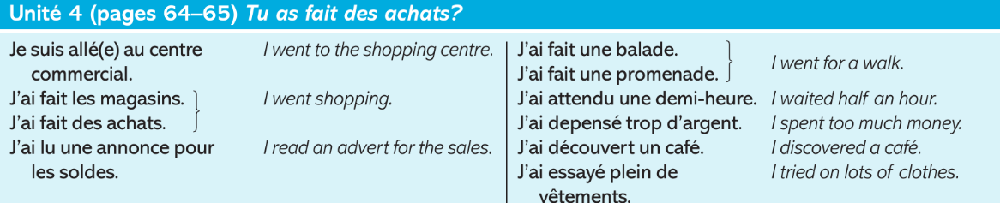 Unité 4 (pages 64–65) Tu as fait des achats?
Je suis allé(e) au centre
commercial.
I went to the shopping centre.
J'ai fait les magasins.
J'ai fait des achats.
I went shopping.
J'ai lu une annonce pour
les soldes.
I read an advert for the sales.
J'ai fait une balade.
J'ai fait une promenade.
I went for a walk.
J'ai attendu une demi-heure.
I waited half an hour.
J'ai depensé trop d'argent.
I spent too much money.
J'ai découvert un café.
I discovered a café.
J'ai essayé plein de
vêtements.
I tried on lots of clothes.